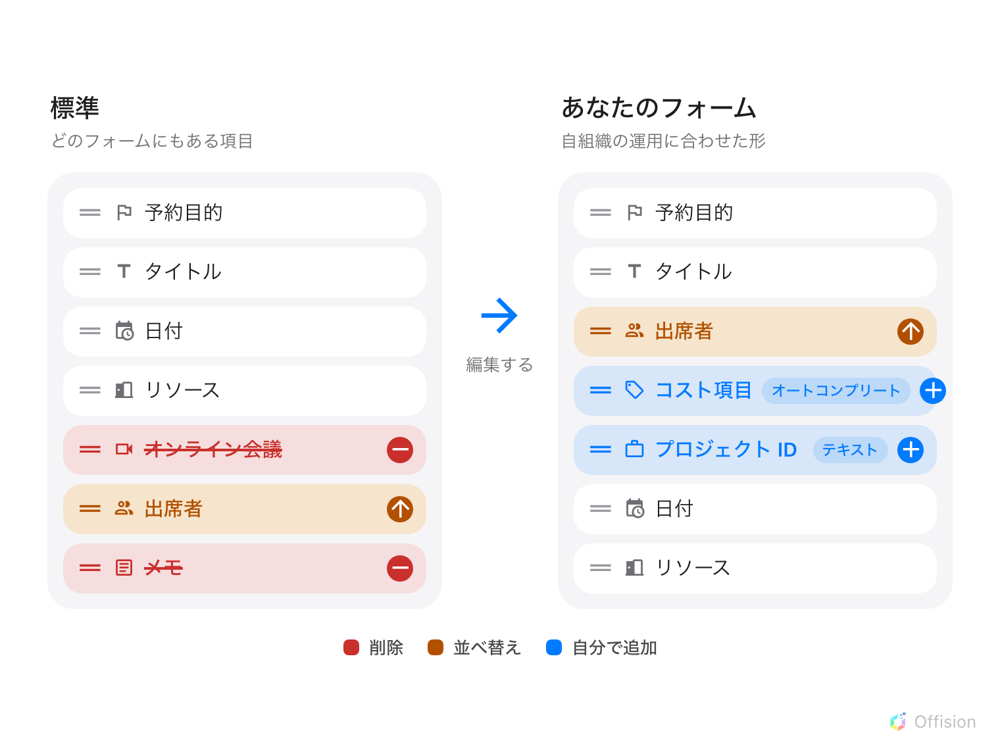 標準
どのフォームにもある項目
予約目的
タイトル
日付
リソース
オンライン会議
出席者
メモ
編集する
あなたのフォーム
自組織の運用に合わせた形
予約目的
タイトル
出席者
コスト項目 オートコンプリート
プロジェクト ID テキスト
日付
リソース
削除 並べ替え 自分で追加
Offision